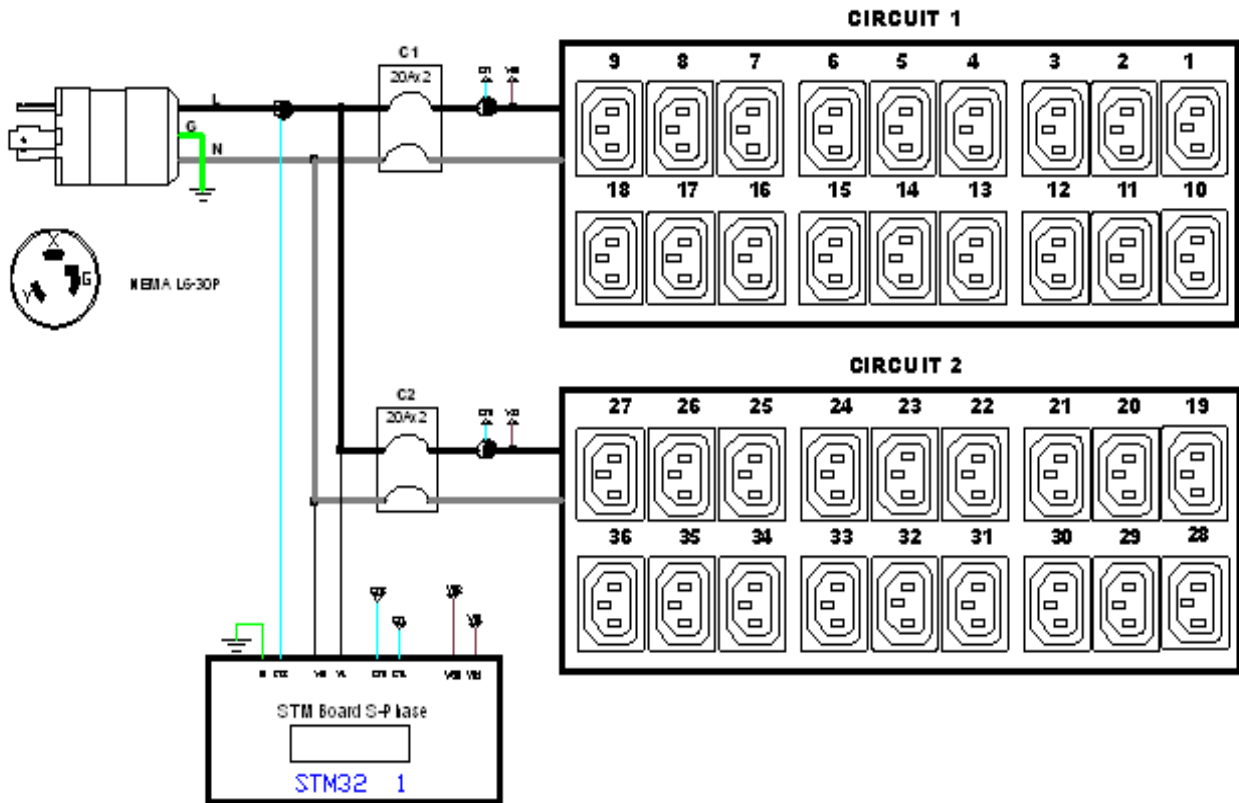 CIRCUIT 1
C1
20Ax2
9 8 7 6 5 4 3 2 1
L
G
N
18 17 16 15 14 13 12 11 10
X
G
Y
NEMA L6-30P
CIRCUIT 2
C2
20Ax2
27 26 25 24 23 22 21 20 19
36 35 34 33 32 31 30 29 28
STM Board S-Phase
STM32 1